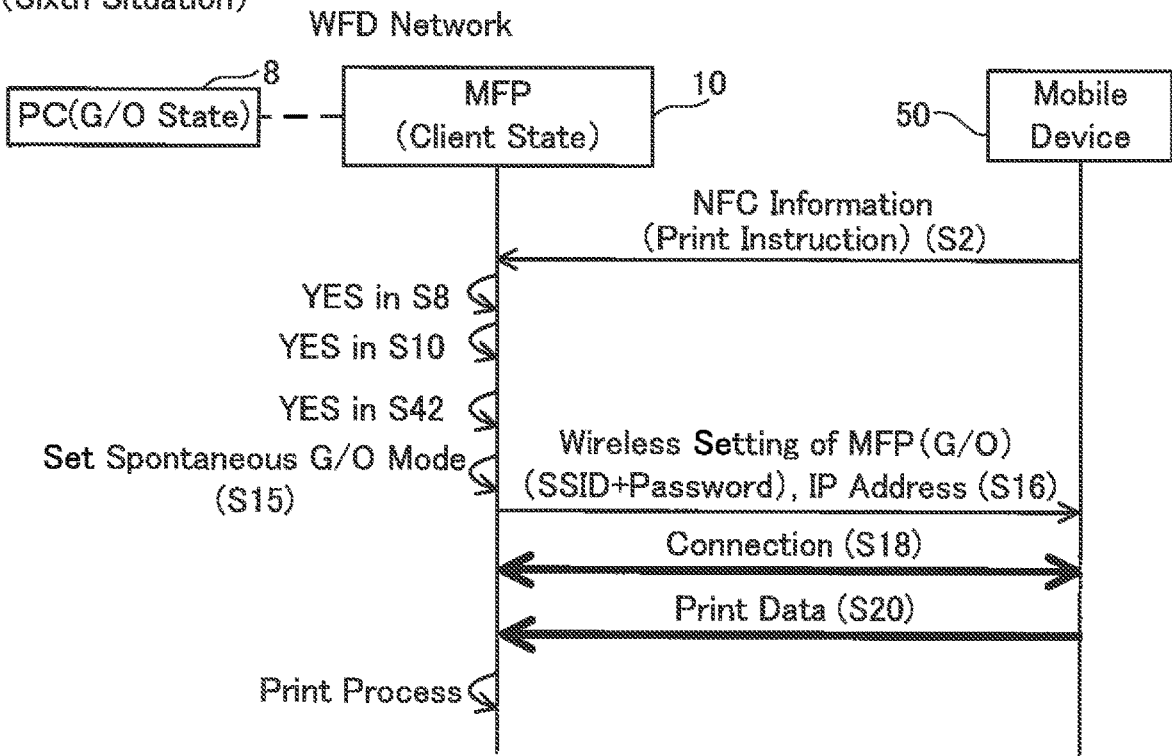 (Sixth Situation)
WFD Network
8
PC(G/O State)
MFP
(Client State)
10
50
Mobile
Device
NFC Information
(Print Instruction) (S2)
YES in S8
YES in S10
YES in S42
Set Spontaneous G/O Mode
(S15)
Wireless Setting of MFP(G/O)
(SSID+Password), IP Address (S16)
Connection (S18)
Print Data (S20)
Print Process